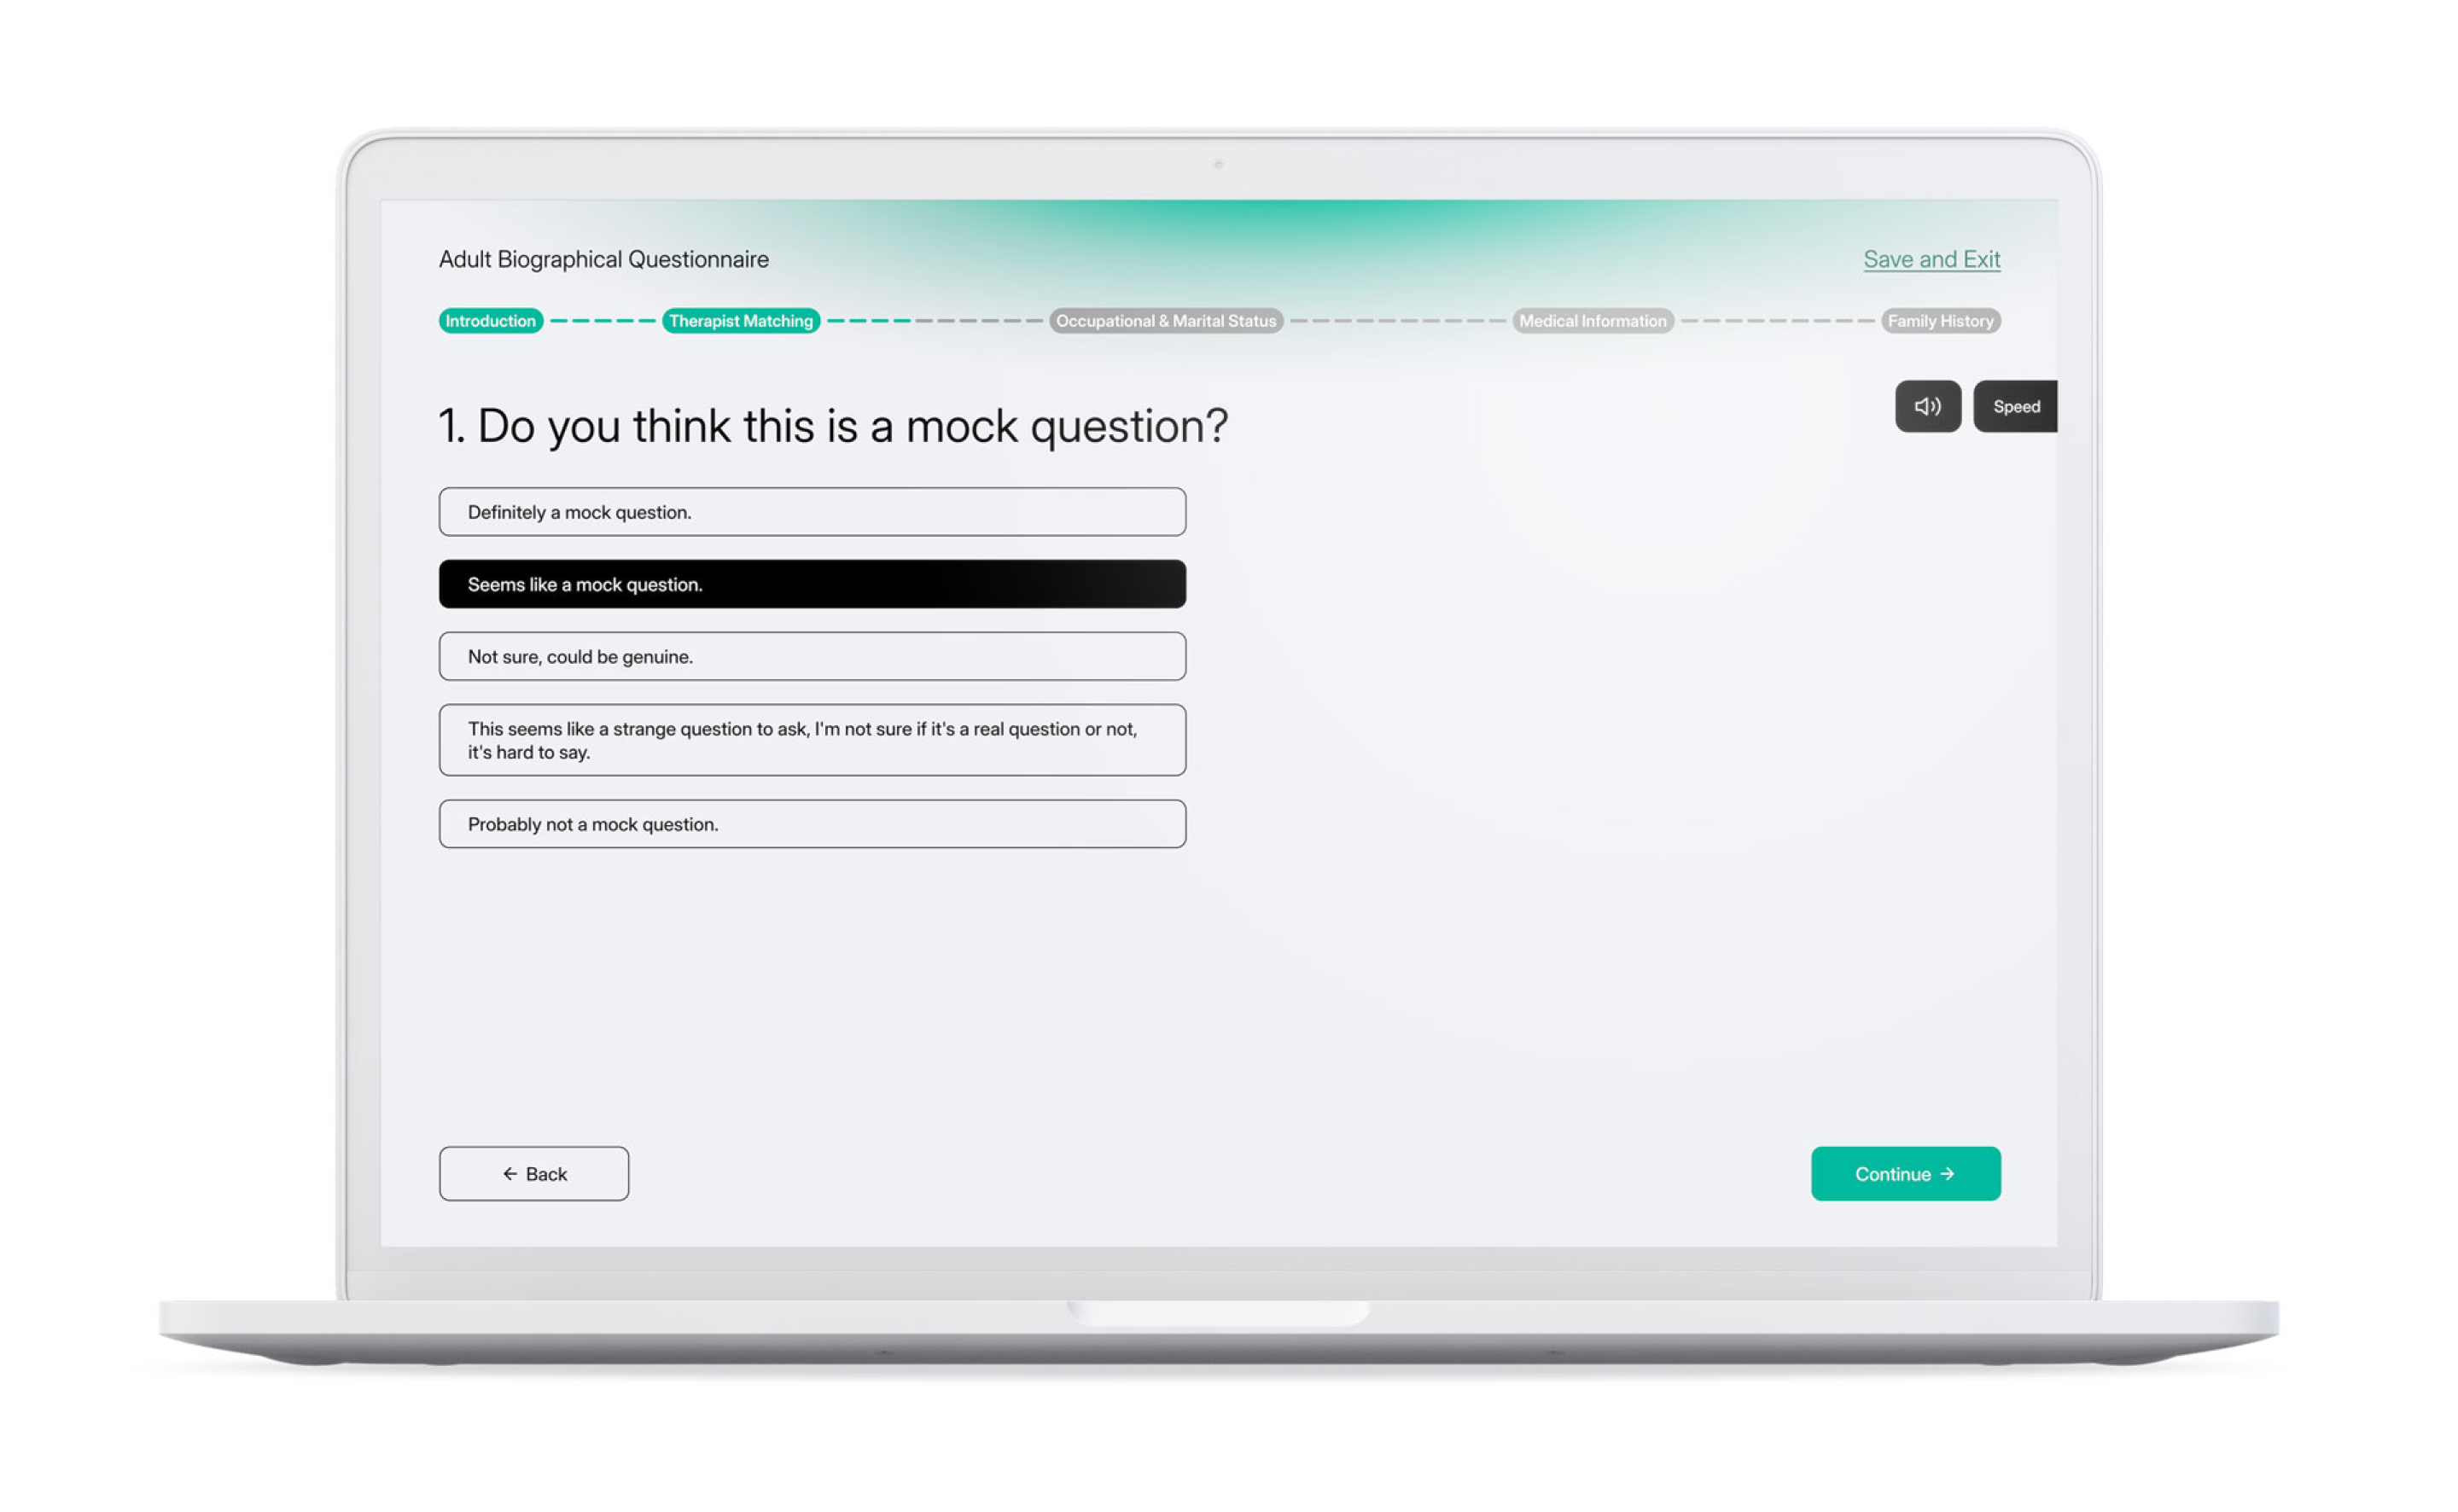 Adult Biographical Questionnaire
Save and Exit
Introduction
Therapist Matching
Occupational & Marital Status
Medical Information
Family History
1. Do you think this is a mock question?
Speed
Definitely a mock question.
Seems like a mock question.
Not sure, could be genuine.
This seems like a strange question to ask, I'm not sure if it's a real question or not,
it's hard to say.
Probably not a mock question.
← Back
Continue →